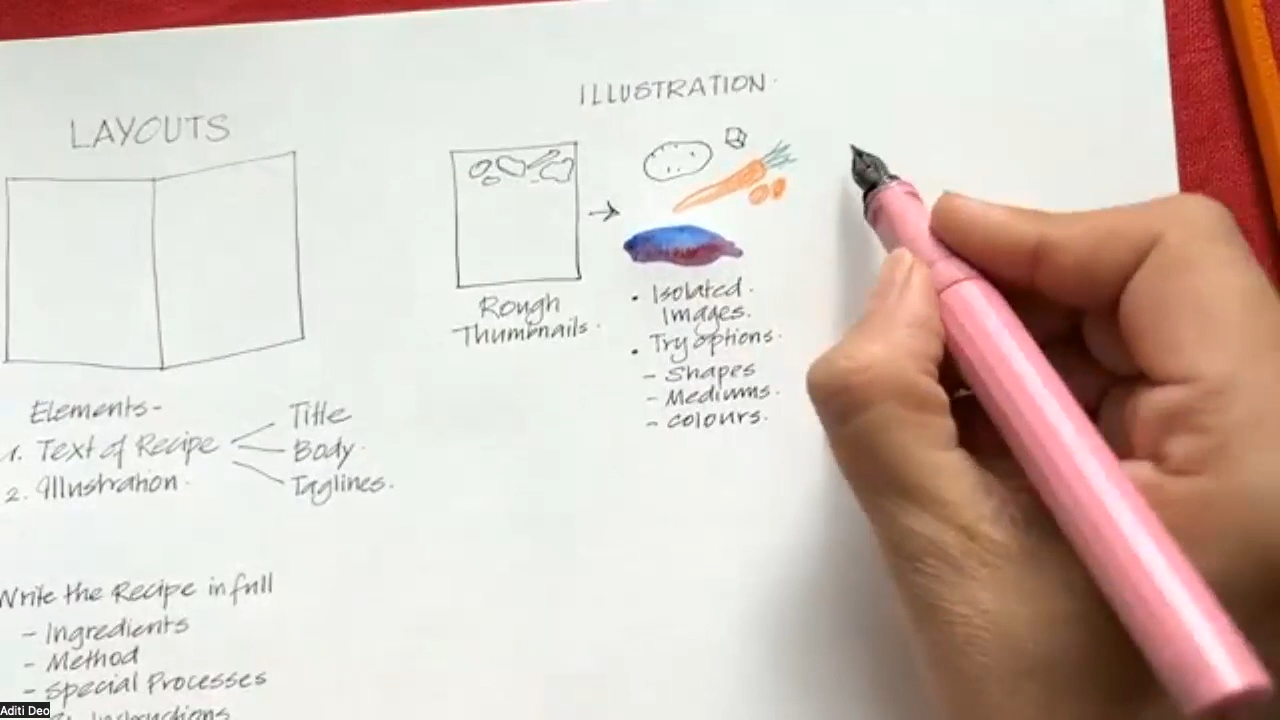 LAYOUTS
Elements-
1. Text of Recipe
Title
Body.
Taglines.
2. Illustration.
Write the Recipe in full
- Ingredients
- Method
- Special Processes
Instructions
ILLUSTRATION.
Rough
Thumbnails.
• Isolated.
Images.
• Try options.
- Shapes
- Mediums.
- colours.
Aditi Deo